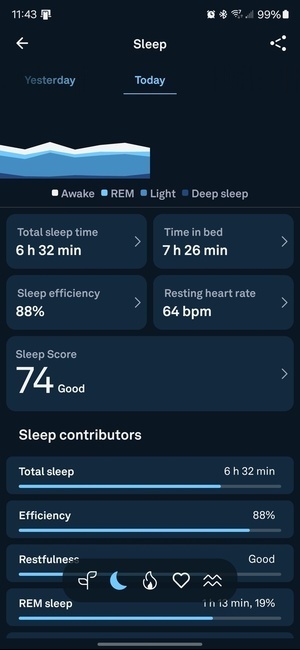 11:43 99%
Sleep
Yesterday Today
Awake REM Light Deep sleep
Total sleep time
6 h 32 min
Time in bed
7 h 26 min
Sleep efficiency
88%
Resting heart rate
64 bpm
Sleep Score
74 Good
Sleep contributors
Total sleep 6 h 32 min
Efficiency 88%
Restfulness Good
REM sleep 1 h 13 min, 19%